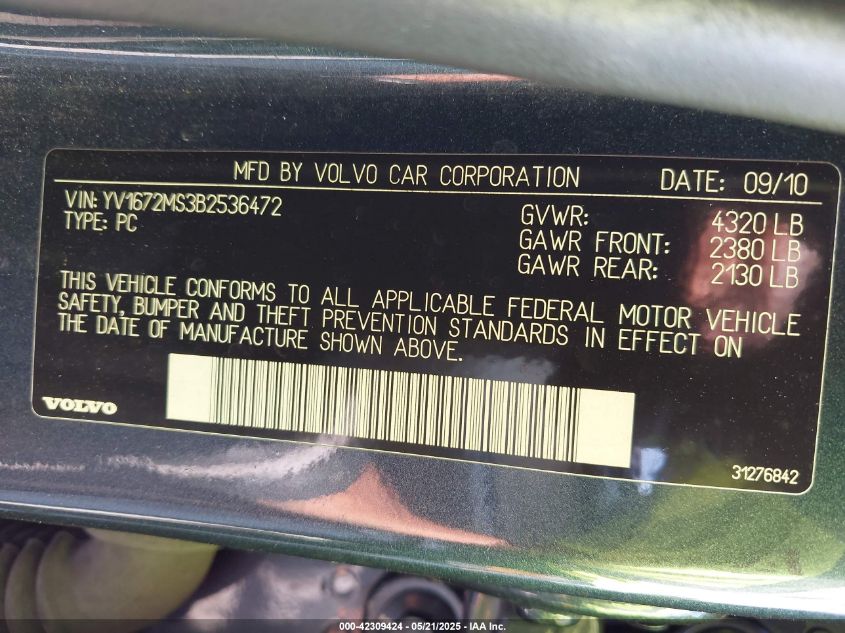 MFD BY VOLVO CAR CORPORATION DATE: 09/10
VIN: YV1672MS3B2536472 GVWR: 4320 LB
TYPE: PC GAWR FRONT: 2380 LB
GAWR REAR: 2130 LB
THIS VEHICLE CONFORMS TO ALL APPLICABLE FEDERAL MOTOR VEHICLE
SAFETY, BUMPER AND THEFT PREVENTION STANDARDS IN EFFECT ON
THE DATE OF MANUFACTURE SHOWN ABOVE.
VOLVO
31276842
000-42309424 - 05/21/2025 - IAA Inc.